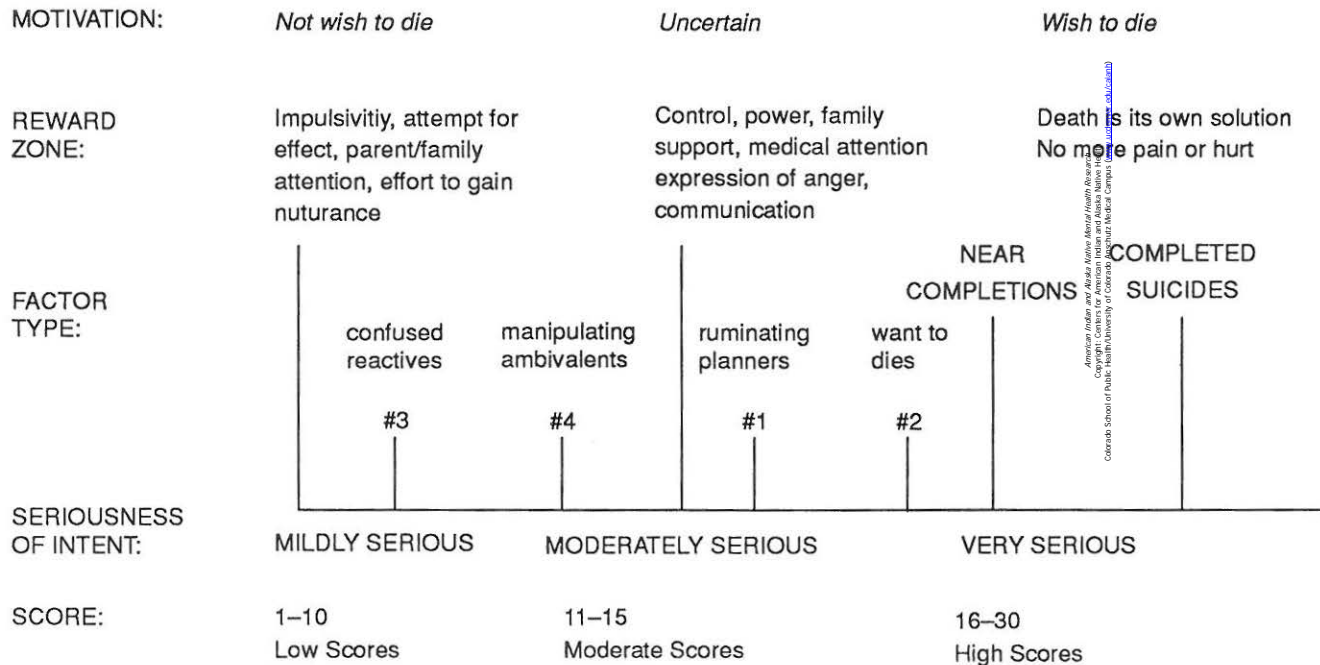 MOTIVATION: Not wish to die Uncertain Wish to die
REWARD ZONE:
Impulsivitiy, attempt for
effect, parent/family
attention, effort to gain
nuturance
Control, power, family
support, medical attention
expression of anger,
communication
Death is its own solution
No more pain or hurt
NEAR
COMPLETIONS
COMPLETED
SUICIDES
FACTOR
TYPE:
confused
reactives
manipulating
ambivalents
ruminating
planners
want to
dies
#3 #4 #1 #2
SERIOUSNESS
OF INTENT:
MILDLY SERIOUS MODERATELY SERIOUS VERY SERIOUS
SCORE:
1–10
Low Scores
11–15
Moderate Scores
16–30
High Scores
American Indian and Alaska Native Mental Health Research
Copyright: Centers for American Indian and Alaska Native Health
Colorado School of Public Health/University of Colorado Anschutz Medical Campus